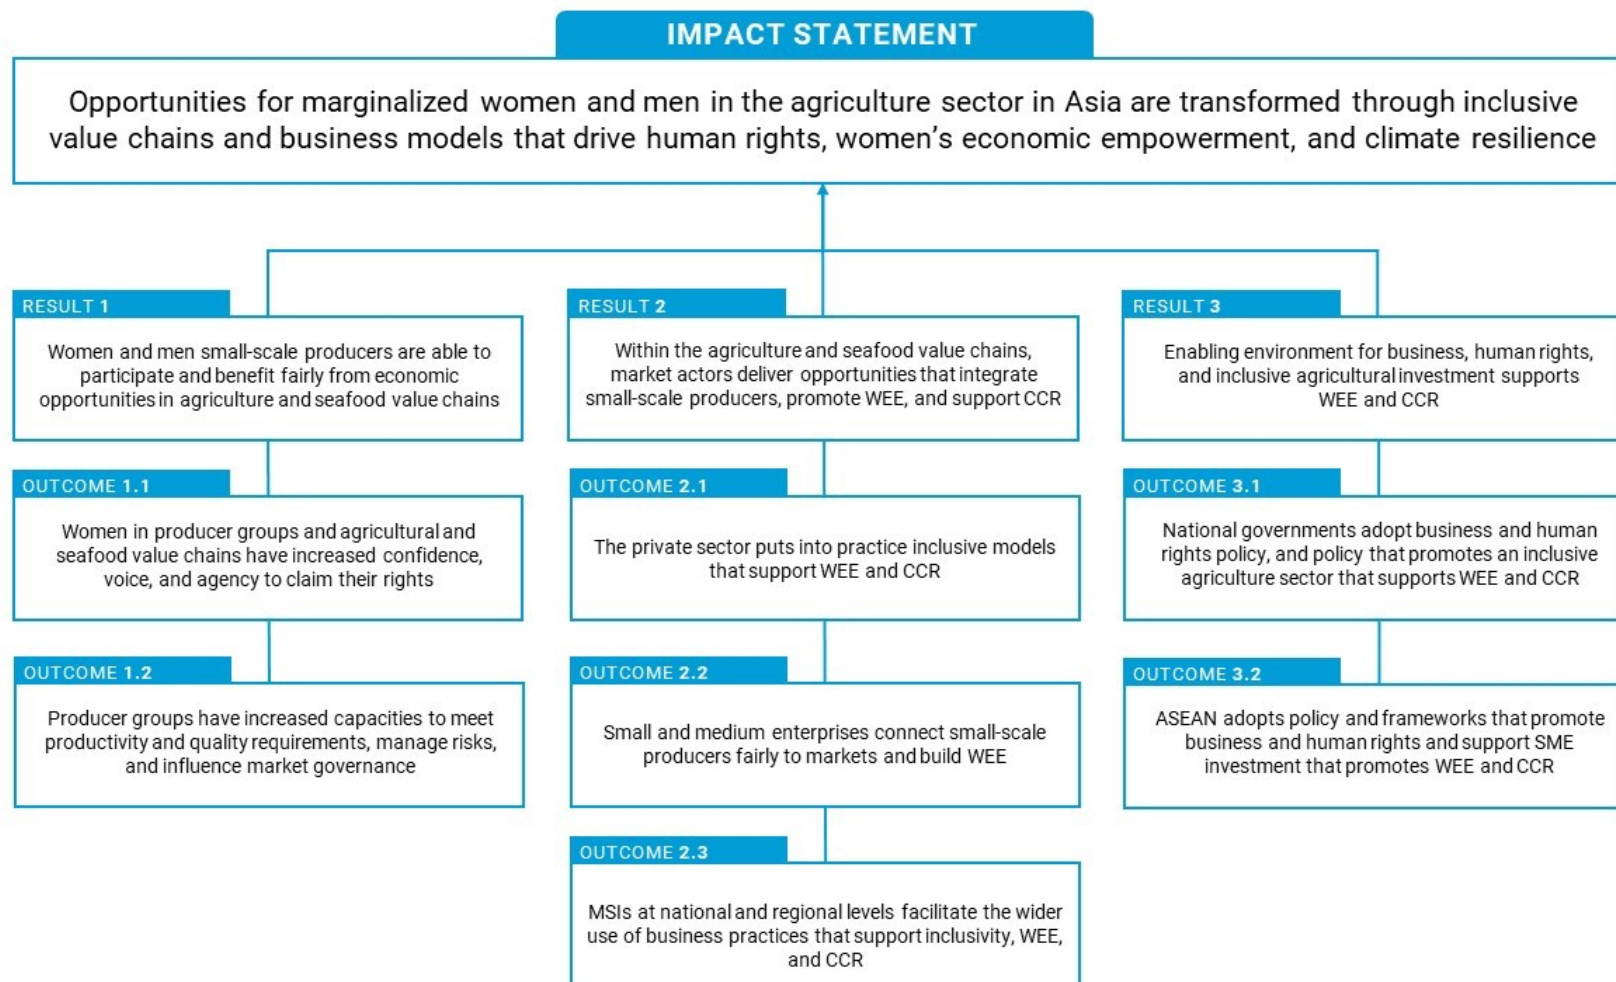 IMPACT STATEMENT
Opportunities for marginalized women and men in the agriculture sector in Asia are transformed through inclusive
value chains and business models that drive human rights, women's economic empowerment, and climate resilience
RESULT 1
Women and men small-scale producers are able to
participate and benefit fairly from economic
opportunities in agriculture and seafood value chains
OUTCOME 1.1
Women in producer groups and agricultural and
seafood value chains have increased confidence,
voice, and agency to claim their rights
OUTCOME 1.2
Producer groups have increased capacities to meet
productivity and quality requirements, manage risks,
and influence market governance
RESULT 2
Within the agriculture and seafood value chains,
market actors deliver opportunities that integrate
small-scale producers, promote WEE, and support CCR
OUTCOME 2.1
The private sector puts into practice inclusive models
that support WEE and CCR
OUTCOME 2.2
Small and medium enterprises connect small-scale
producers fairly to markets and build WEE
OUTCOME 2.3
MSIs at national and regional levels facilitate the wider
use of business practices that support inclusivity, WEE,
and CCR
RESULT 3
Enabling environment for business, human rights,
and inclusive agricultural investment supports
WEE and CCR
OUTCOME 3.1
National governments adopt business and human
rights policy, and policy that promotes an inclusive
agriculture sector that supports WEE and CCR
OUTCOME 3.2
ASEAN adopts policy and frameworks that promote
business and human rights and support SME
investment that promotes WEE and CCR